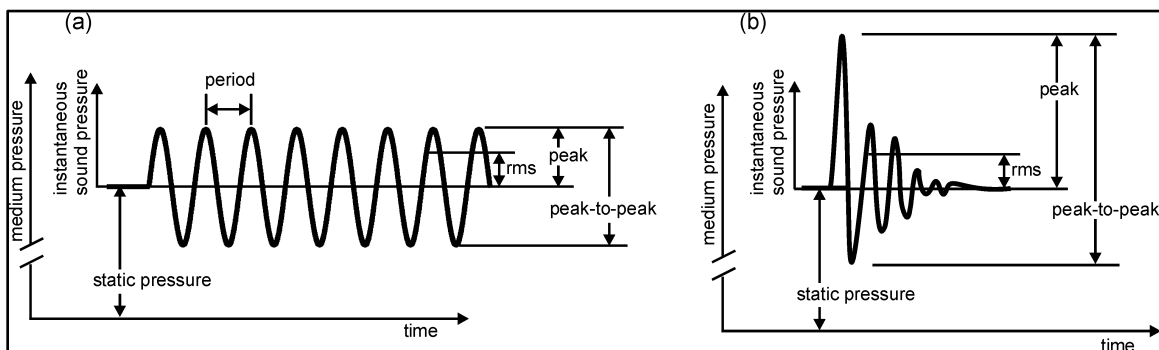 (a)
medium pressure
instantaneous
sound pressure
period
peak
rms
peak-to-peak
static pressure
time
(b)
medium pressure
instantaneous
sound pressure
peak
rms
peak-to-peak
static pressure
time